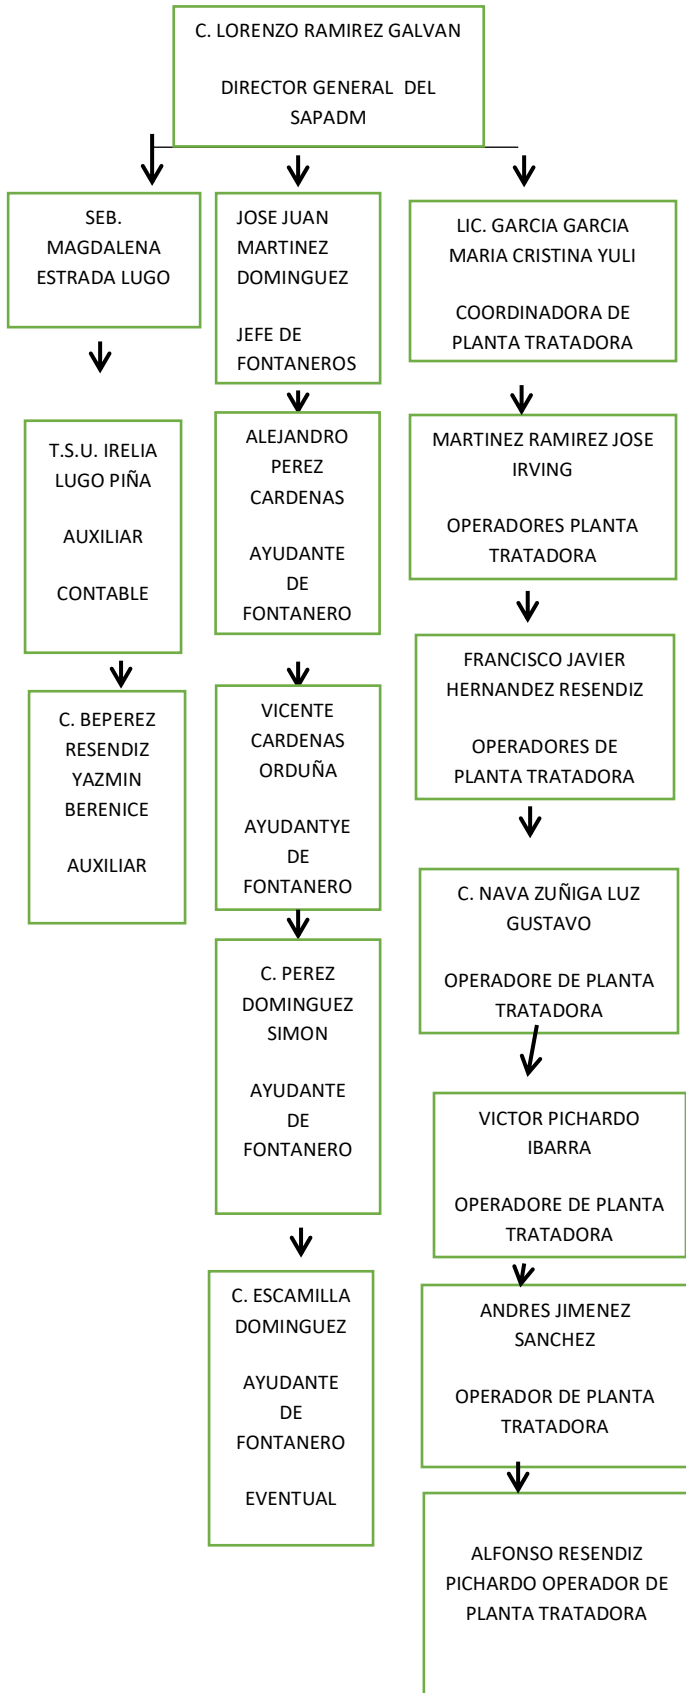 C. LORENZO RAMIREZ GALVAN
DIRECTOR GENERAL DEL
SAPADM
SEB.
MAGDALENA
ESTRADA LUGO
T.S.U. IRELIA
LUGO PIÑA
AUXILIAR
CONTABLE
C. BEPEREZ
RESENDIZ
YAZMIN
BERENICE
AUXILIAR
JOSE JUAN
MARTINEZ
DOMINGUEZ
JEFE DE
FONTANEROS
ALEJANDRO
PEREZ
CARDENAS
AYUDANTE
DE
FONTANERO
VICENTE
CARDENAS
ORDUÑA
AYUDANTYE
DE
FONTANERO
C. PEREZ
DOMINGUEZ
SIMON
AYUDANTE
DE
FONTANERO
C. ESCAMILLA
DOMINGUEZ
AYUDANTE
DE
FONTANERO
EVENTUAL
LIC. GARCIA GARCIA
MARIA CRISTINA YULI
COORDINADORA DE
PLANTA TRATADORA
MARTINEZ RAMIREZ JOSE
IRVING
OPERADORES PLANTA
TRATADORA
FRANCISCO JAVIER
HERNANDEZ RESENDIZ
OPERADORES DE
PLANTA TRATADORA
C. NAVA ZUÑIGA LUZ
GUSTAVO
OPERADORE DE PLANTA
TRATADORA
VICTOR PICHARDO
IBARRA
OPERADORE DE PLANTA
TRATADORA
ANDRES JIMENEZ
SANCHEZ
OPERADOR DE PLANTA
TRATADORA
ALFONSO RESENDIZ
PICHARDO OPERADOR DE
PLANTA TRATADORA